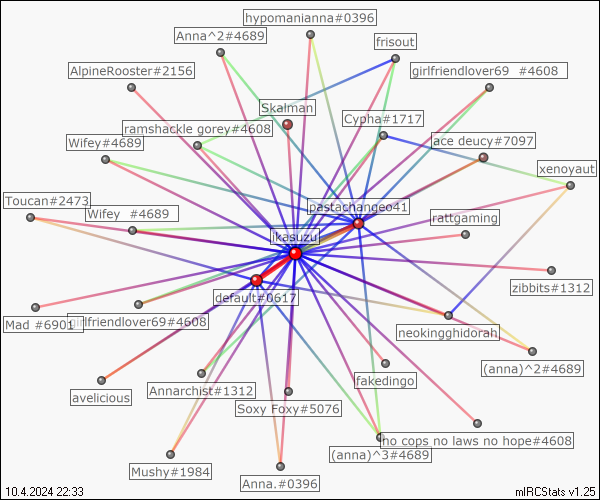 hypomanianna#0396
Anna^2#4689
frisout
AlpineRooster#2156
girlfriendlover69 #4608
Skalman
Cypha#1717
ramshackle gorey#4608
Wifey#4689
ace deucy#7097
xenoyaut
Toucan#2473
pastachangeo41
Wifey #4689
rattgaming
ikasuzu
zibbits#1312
default#0617
Mad #6901
girlfriendlover69#4608
neokingghidorah
(anna)^2#4689
fakedingo
Annarchist#1312
avelicious
Soxy Foxy#5076
no cops no laws no hope#4608
(anna)^3#4689
Mushy#1984
Anna.#0396
10.4.2024 22:33
mIRCStats v1.25